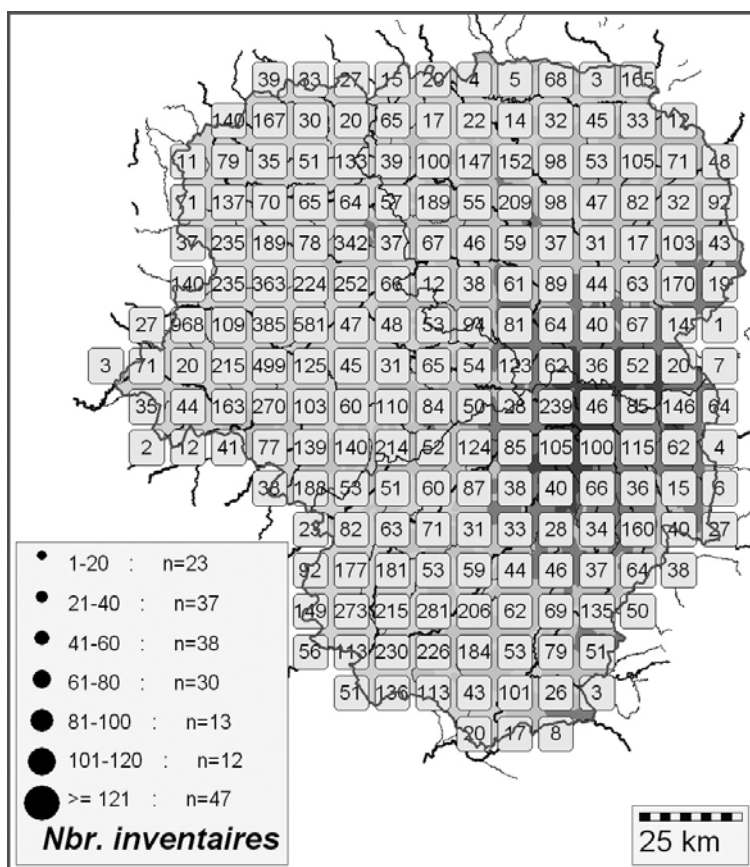 39 33 27 15 20 4 5 68 3 165
140 167 30 20 65 17 22 14 32 45 33 12
11 79 35 51 133 39 100 147 152 98 53 105 71 48
137 70 65 64 57 189 55 209 98 47 82 32 92
37 235 189 78 342 37 67 46 59 37 31 17 103 43
140 235 363 224 252 66 12 38 61 89 44 63 170 19
27 968 109 385 581 47 48 53 94 81 64 40 67 14 1
3 71 20 215 499 125 45 31 65 54 123 62 36 52 20 7
35 44 163 270 103 60 110 84 50 28 239 46 85 146 64
2 12 41 77 139 140 214 52 124 85 105 100 115 62 4
38 188 53 51 60 87 38 40 66 36 15 6
23 82 63 71 31 33 28 34 160 40 27
92 177 181 53 59 44 46 37 64 38
149 273 215 281 206 62 69 135 50
56 113 230 226 184 53 79 51
51 136 113 43 101 26 3
20 17 8
1-20 : n=23
21-40 : n=37
41-60 : n=38
61-80 : n=30
81-100 : n=13
101-120 : n=12
>= 121 : n=47
Nbr. inventaires
25 km